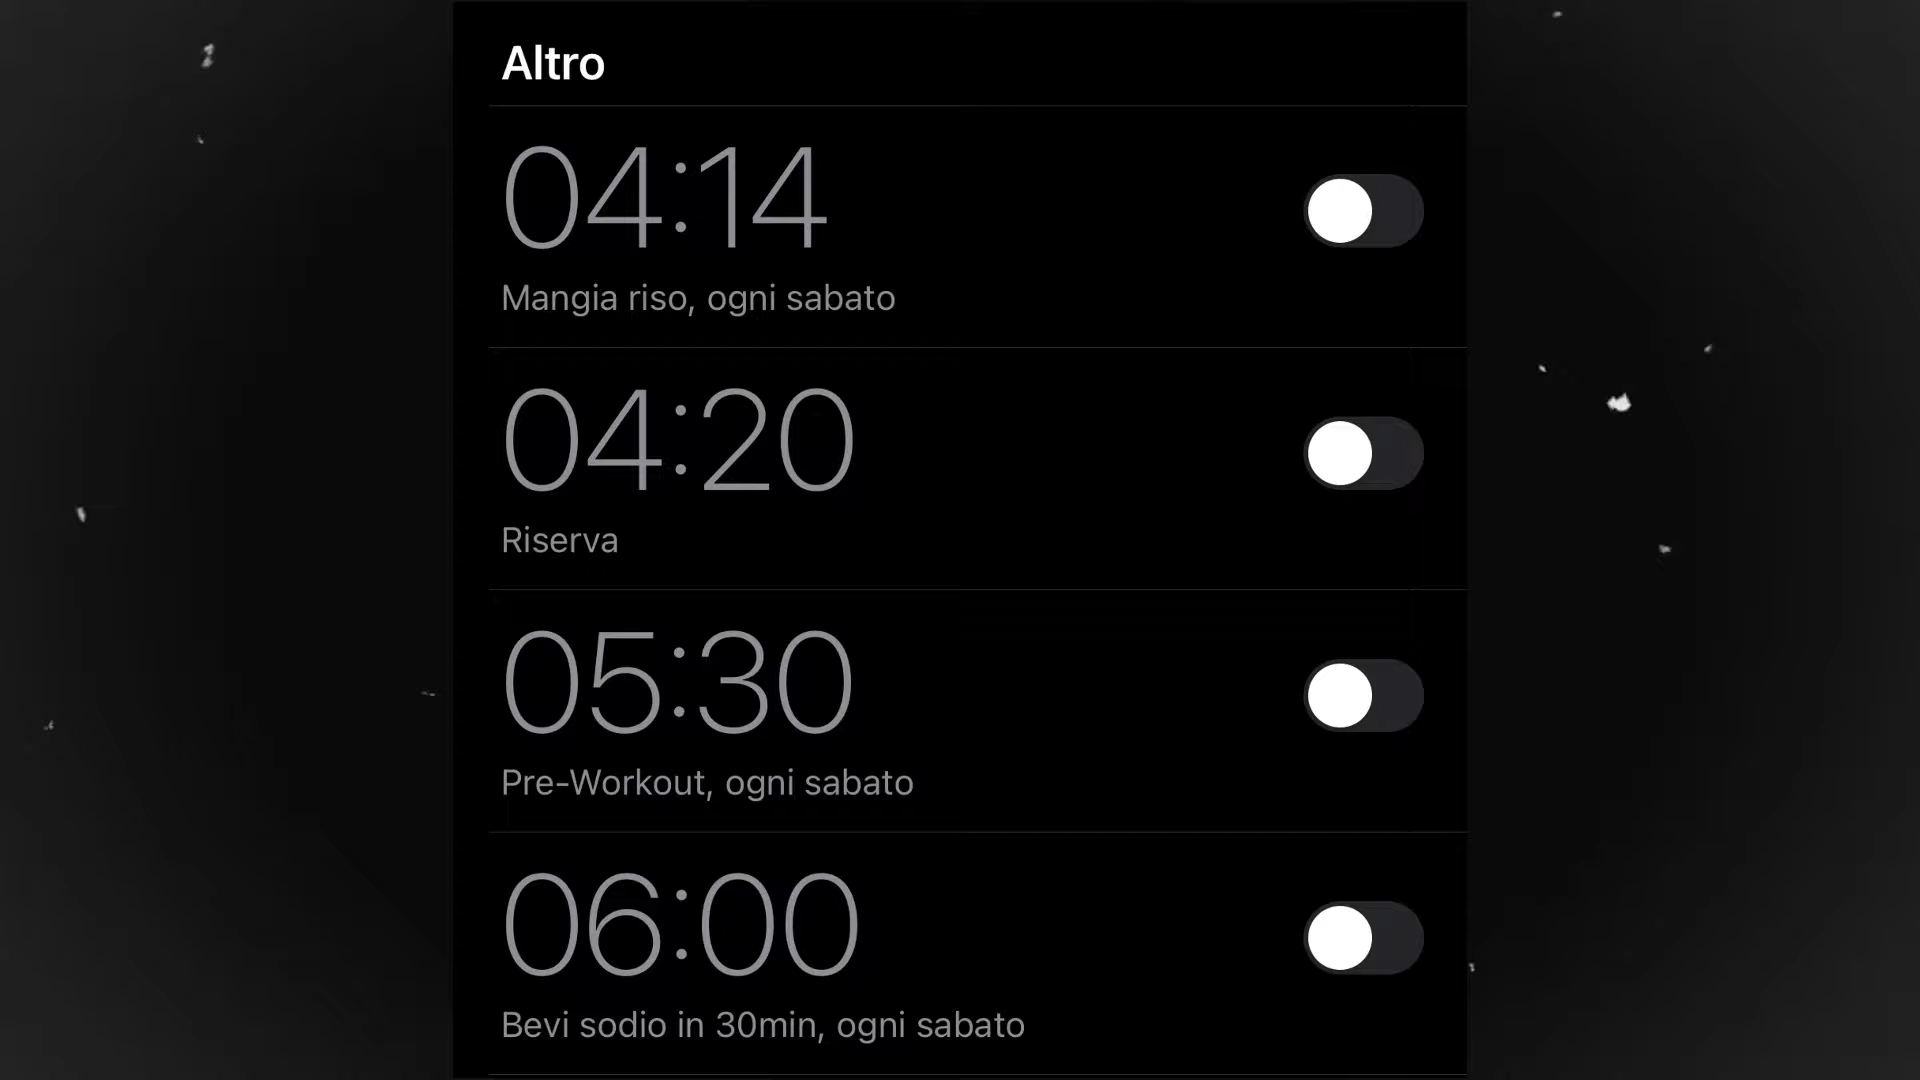 Altro
04:14
Mangia riso, ogni sabato
04:20
Riserva
05:30
Pre-Workout, ogni sabato
06:00
Bevi sodio in 30min, ogni sabato